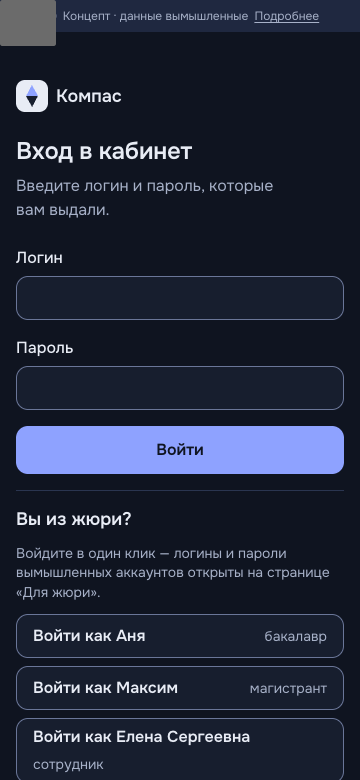 Концепт · данные вымышленные Подробнее
Компас
Вход в кабинет
Введите логин и пароль, которые
вам выдали.
Логин
Пароль
Войти
Вы из жюри?
Войдите в один клик — логины и пароли
вымышленных аккаунтов открыты на странице
«Для жюри».
Войти как Аня бакалавр
Войти как Максим магистрант
Войти как Елена Сергеевна
сотрудник